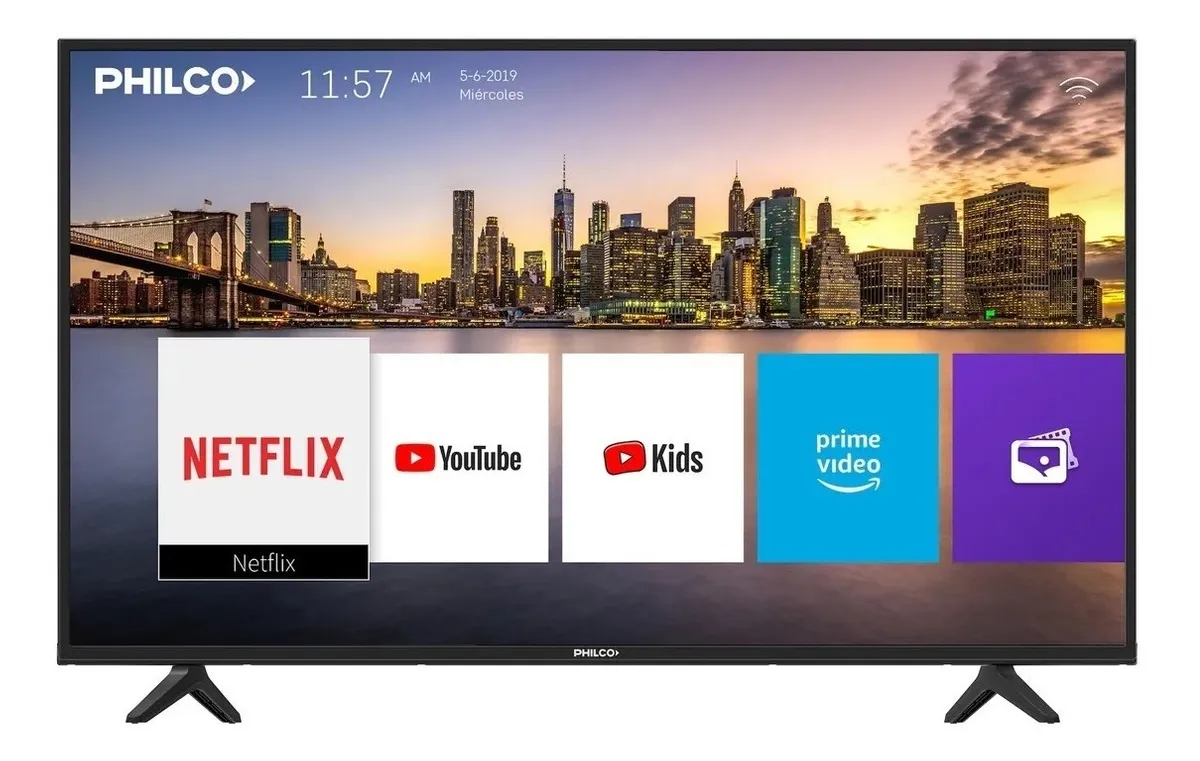 PHILCO
11:57 AM
5-6-2019
Miércoles
NETFLIX
YouTube
Kids
prime
video
Netflix
PHILCO